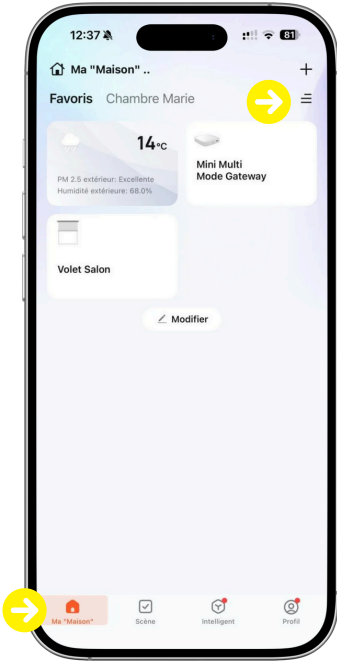 12:37
81
Ma "Maison" ..
Favoris Chambre Marie
14°C
PM 2.5 extérieur: Excellente
Humidité extérieure: 68.0%
Mini Multi
Mode Gateway
Volet Salon
Modifier
Ma "Maison" Scène Intelligent Profil